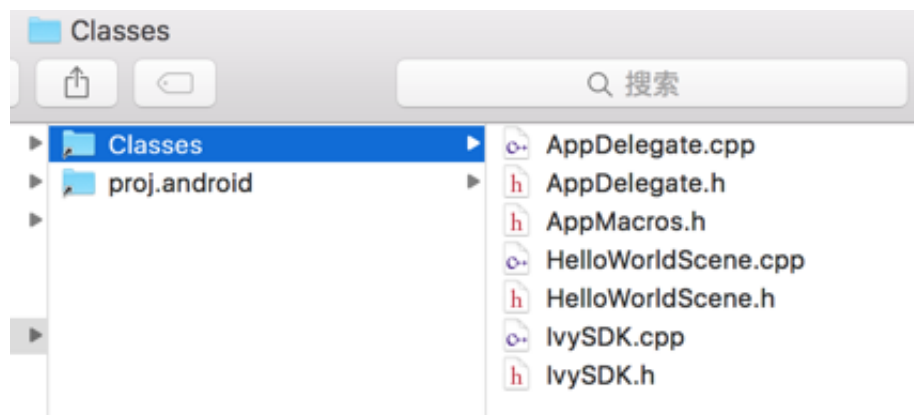 Classes
搜索
Classes
proj.android
AppDelegate.cpp
AppDelegate.h
AppMacros.h
HelloWorldScene.cpp
HelloWorldScene.h
IvySDK.cpp
IvySDK.h